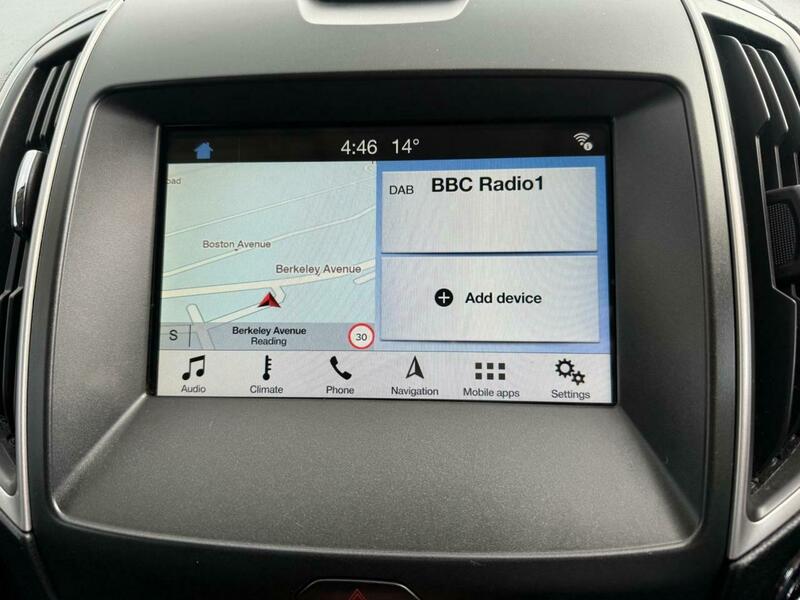 4:46 14°
oad
Boston Avenue
Berkeley Avenue
S
Berkeley Avenue
Reading
30
DAB BBC Radio1
Add device
Audio
Climate
Phone
Navigation
Mobile apps
Settings